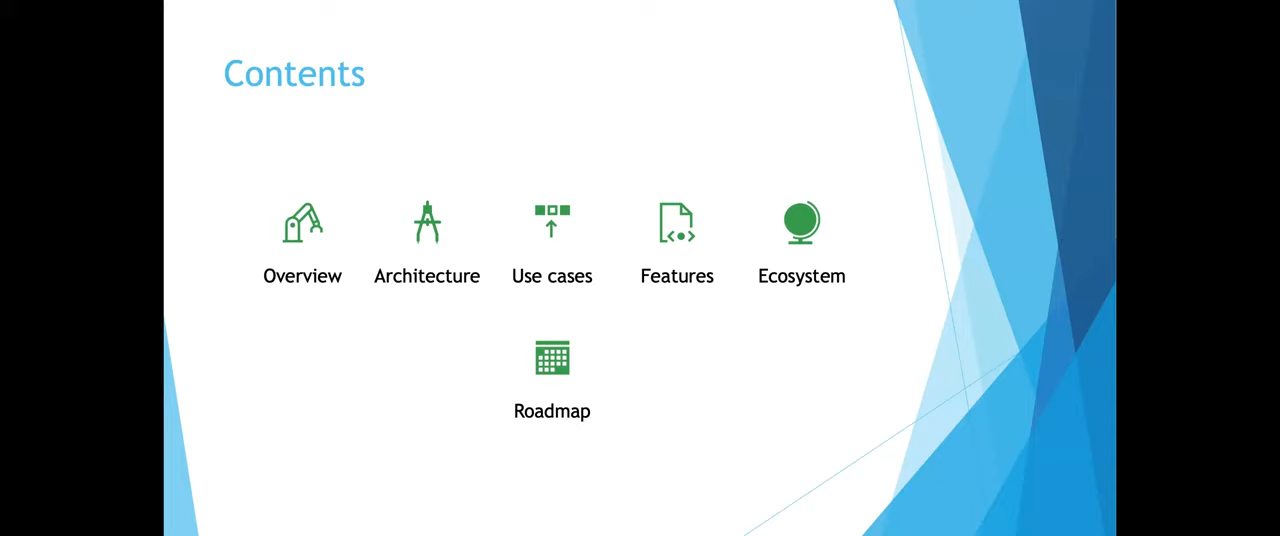 Contents
Overview Architecture Use cases Features Ecosystem
Roadmap